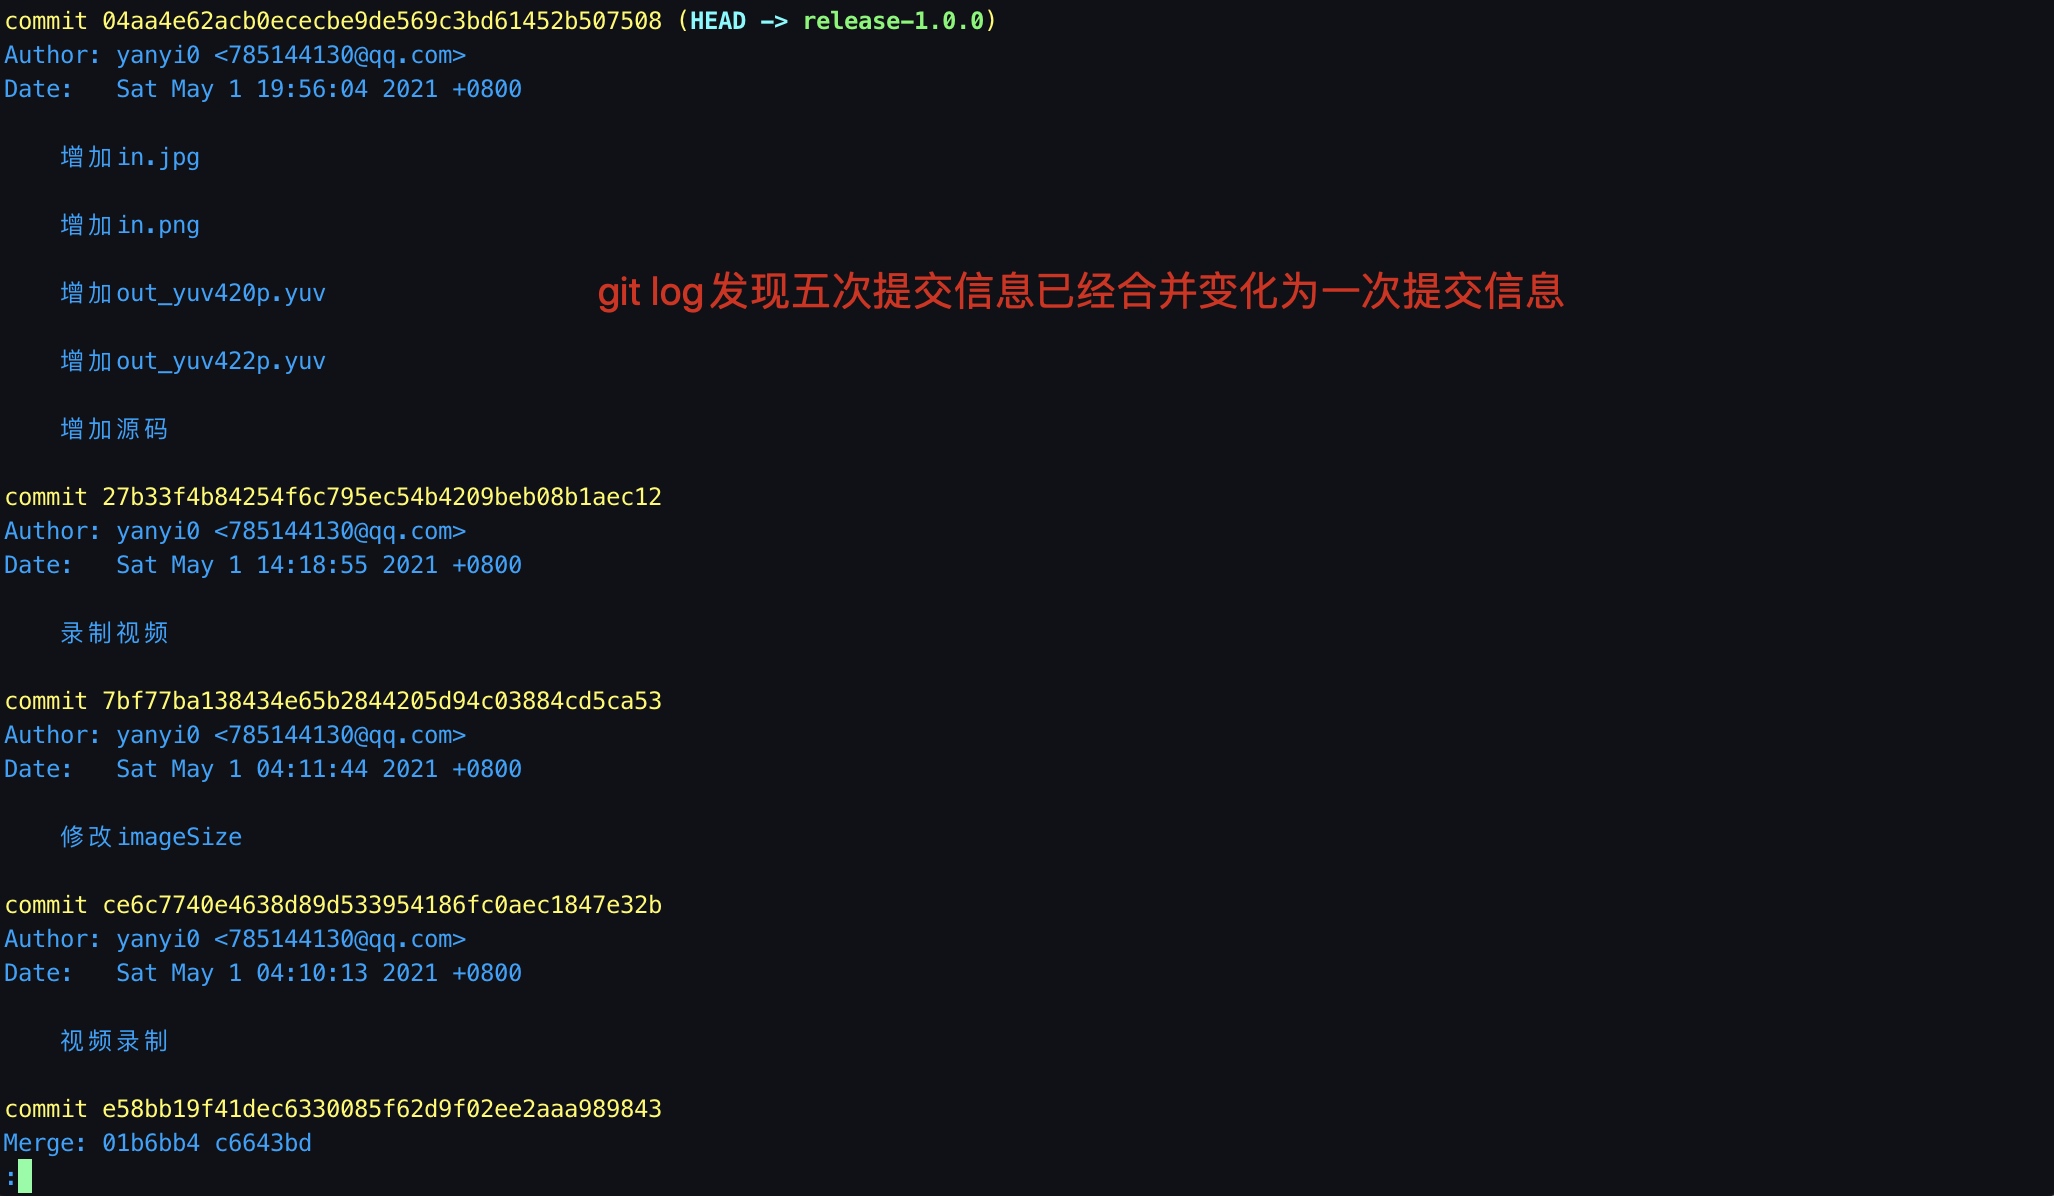 commit 04aa4e62acb0ececbe9de569c3bd61452b507508 (HEAD -> release-1.0.0)
Author: yanyi0 <785144130@qq.com>
Date:   Sat May 1 19:56:04 2021 +0800
增加in.jpg
增加in.png
增加out_yuv420p.yuv
git log发现五次提交信息已经合并变化为一次提交信息
增加out_yuv422p.yuv
增加源码
commit 27b33f4b84254f6c795ec54b4209beb08b1aec12
Author: yanyi0 <785144130@qq.com>
Date:   Sat May 1 14:18:55 2021 +0800
录制视频
commit 7bf77ba138434e65b2844205d94c03884cd5ca53
Author: yanyi0 <785144130@qq.com>
Date:   Sat May 1 04:11:44 2021 +0800
修改imageSize
commit ce6c7740e4638d89d533954186fc0aec1847e32b
Author: yanyi0 <785144130@qq.com>
Date:   Sat May 1 04:10:13 2021 +0800
视频录制
commit e58bb19f41dec6330085f62d9f02ee2aaa989843
Merge: 01b6bb4 c6643bd
: